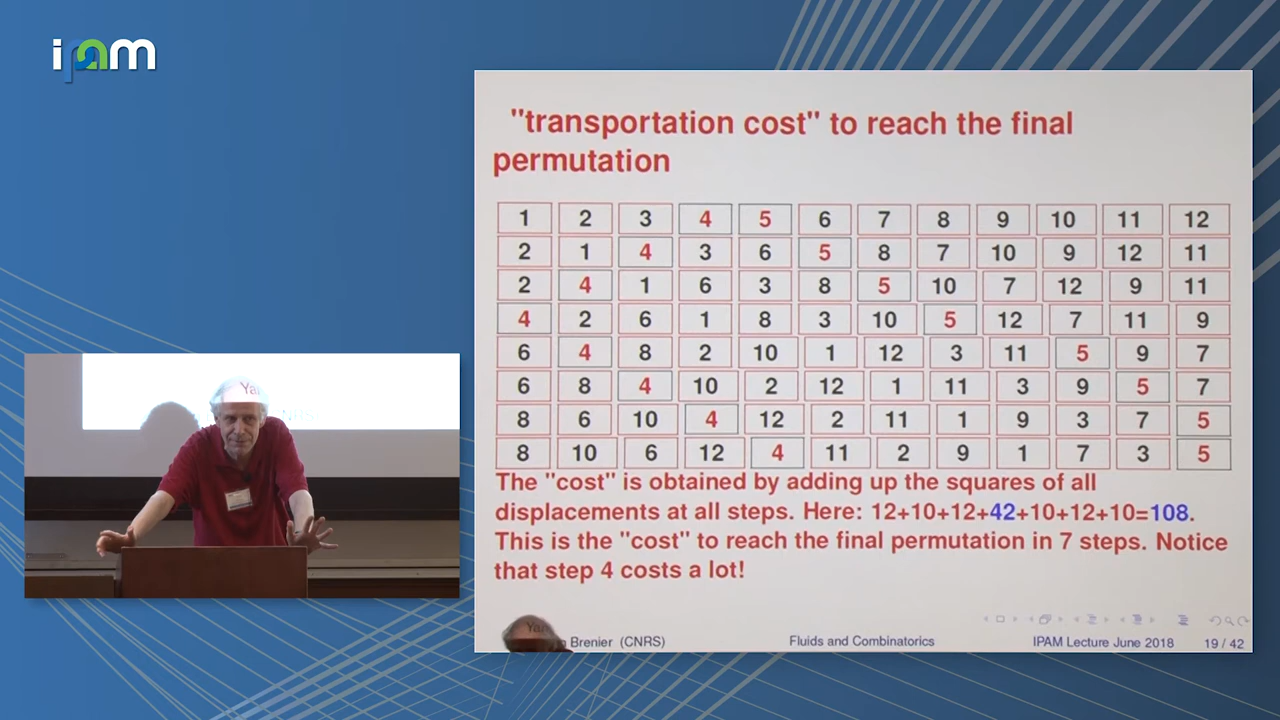 ipam
"transportation cost" to reach the final
permutation
1 2 3 4 5 6 7 8 9 10 11 12
2 1 4 3 6 5 8 7 10 9 12 11
2 4 1 6 3 8 5 10 7 12 9 11
4 2 6 1 8 3 10 5 12 7 11 9
6 4 8 2 10 1 12 3 11 5 9 7
6 8 4 10 2 12 1 11 3 9 5 7
8 6 10 4 12 2 11 1 9 3 7 5
8 10 6 12 4 11 2 9 1 7 3 5
The "cost" is obtained by adding up the squares of all
displacements at all steps. Here: 12+10+12+42+10+12+10=108.
This is the "cost" to reach the final permutation in 7 steps. Notice
that step 4 costs a lot!
Brenier (CNRS) Fluids and Combinatorics IPAM Lecture June 2018 19 / 42